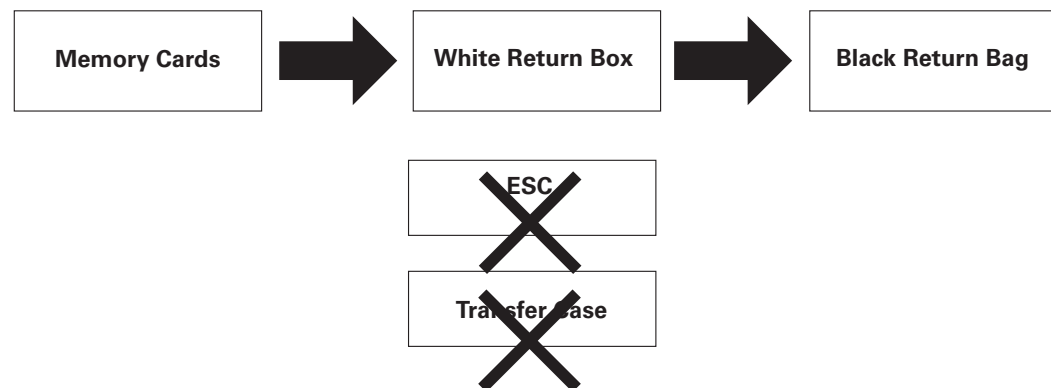 Memory Cards
White Return Box
Black Return Bag
ESC
Transfer Case